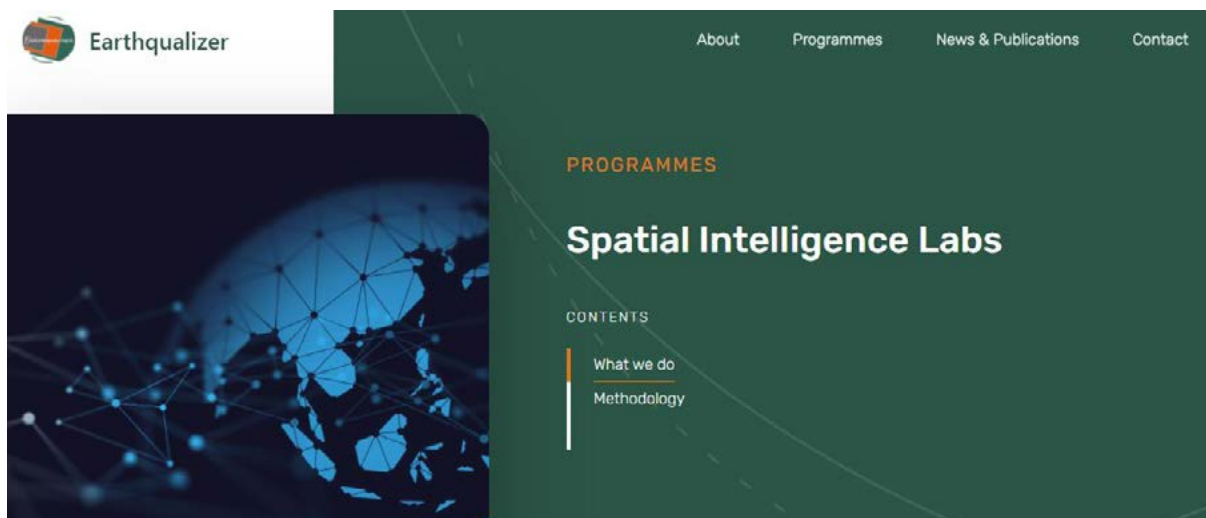 Earthqualizer
About
Programmes
News & Publications
Contact
PROGRAMMES
Spatial Intelligence Labs
CONTENTS
What we do
Methodology